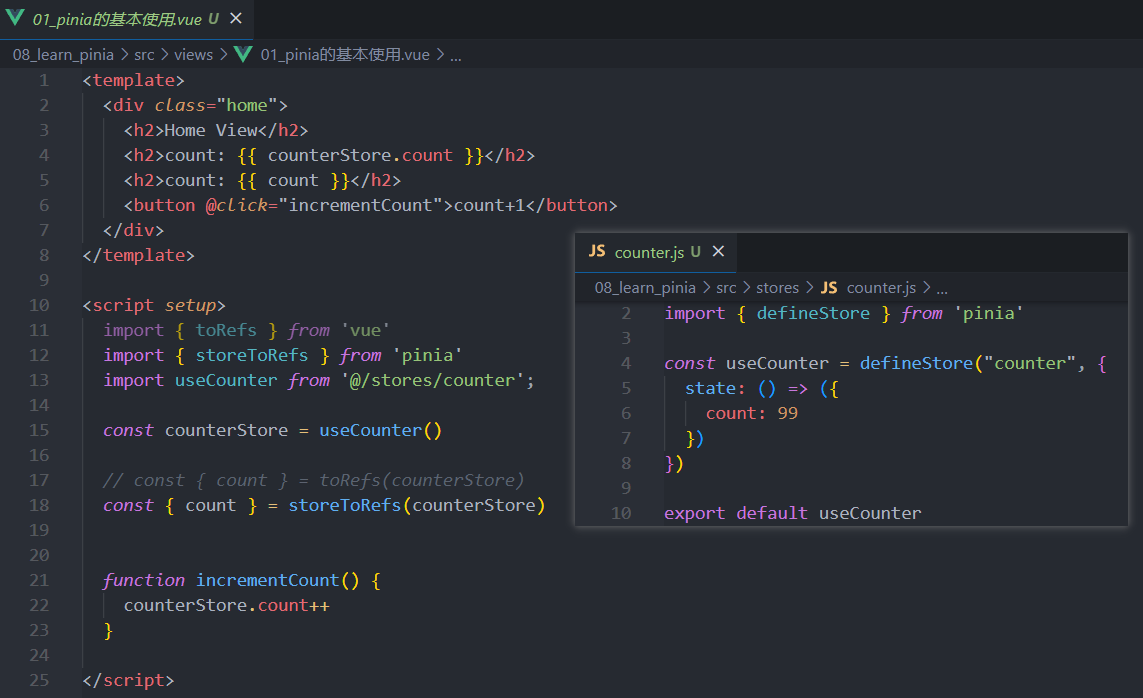 01_pinia的基本使用.vue U ×
08_learn_pinia > src > views > 01_pinia的基本使用.vue > ...
1 <template>
2 <div class="home">
3 <h2>Home View</h2>
4 <h2>count: {{ counterStore.count }}</h2>
5 <h2>count: {{ count }}</h2>
6 <button @click="incrementCount">count+1</button>
7 </div>
8 </template>
9
10 <script setup>
11 import { toRefs } from 'vue'
12 import { storeToRefs } from 'pinia'
13 import useCounter from '@/stores/counter';
14
15 const counterStore = useCounter()
16
17 // const { count } = toRefs(counterStore)
18 const { count } = storeToRefs(counterStore)
19
20
21 function incrementCount() {
22 counterStore.count++
23 }
24
25 </script>
JS counter.js U ×
08_learn_pinia > src > stores > JS counter.js > ...
2 import { defineStore } from 'pinia'
3
4 const useCounter = defineStore("counter", {
5 state: () => ({
6 count: 99
7 })
8 })
9
10 export default useCounter